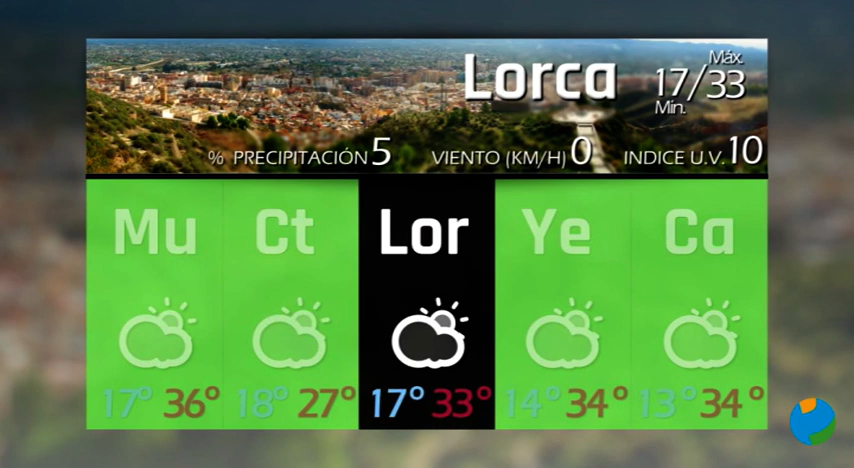 Lorca
Máx.
17/33
Mín.
% PRECIPITACIÓN 5 VIENTO (KM/H) 0 INDICE U.V. 10
Mu Ct Lor Ye Ca
17° 36° 18° 27° 17° 33° 14° 34° 13° 34°